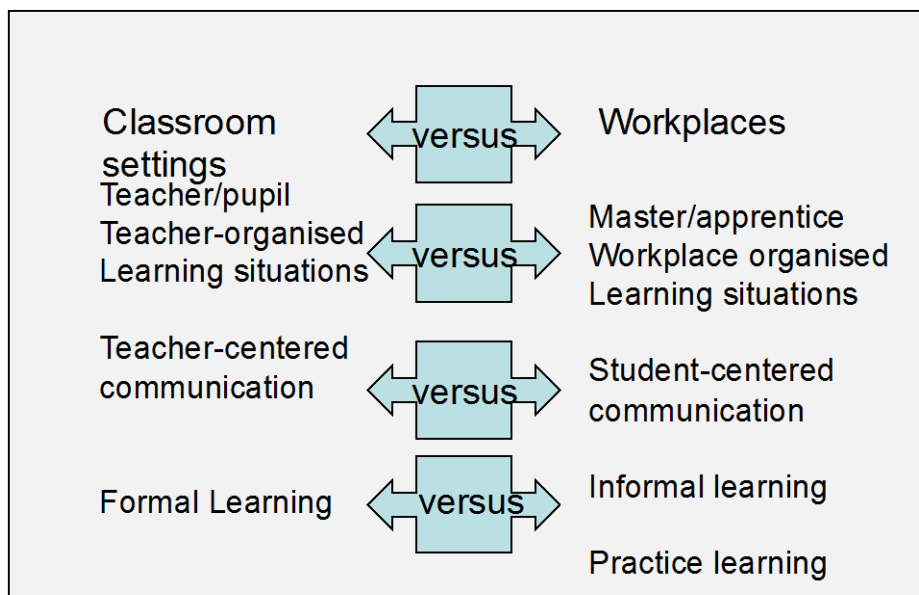 Classroom
settings
versus
Workplaces
Teacher/pupil
Teacher-organised
Learning situations
versus
Master/apprentice
Workplace organised
Learning situations
Teacher-centered
communication
versus
Student-centered
communication
Formal Learning
versus
Informal learning
Practice learning